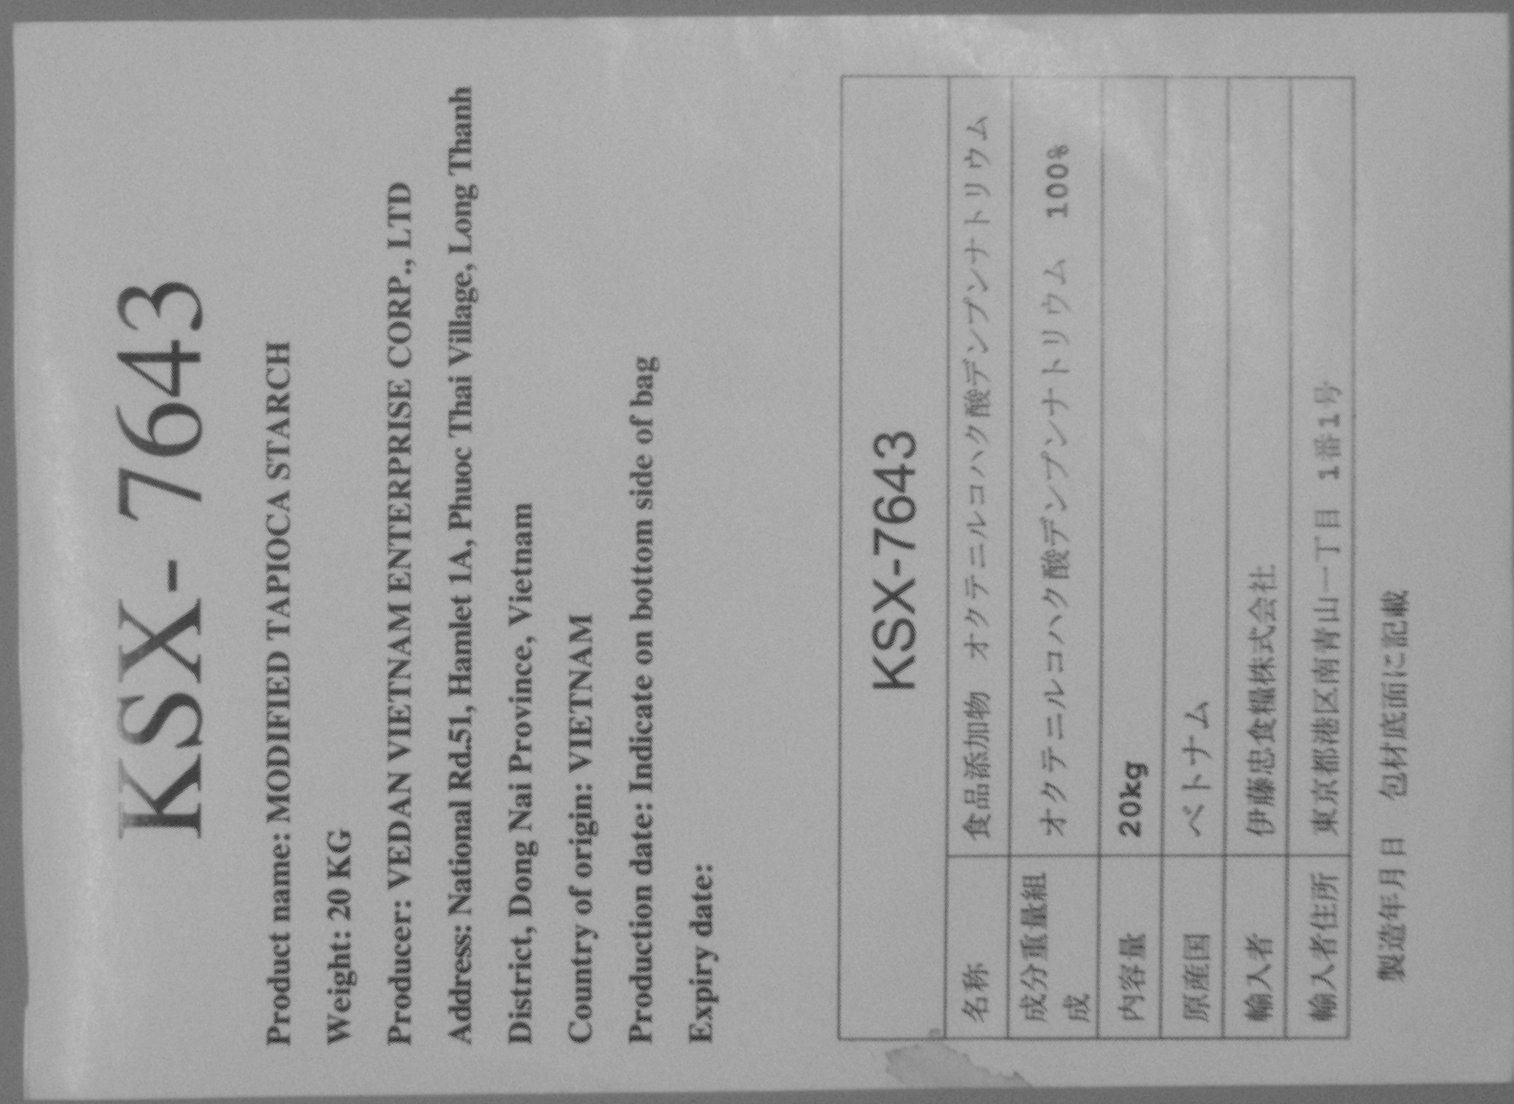 KSX- 7643
Product name: MODIFIED TAPIOCA STARCH
Weight: 20 KG
Producer: VEDAN VIETNAM ENTERPRISE CORP., LTD
Address: National Rd.51, Hamlet 1A, Phuoc Thai Village, Long Thanh
District, Dong Nai Province, Vietnam
Country of origin: VIETNAM
Production date: Indicate on bottom side of bag
Expiry date:
KSX-7643
名称 食品添加物　オクテニルコハク酸デンプンナトリウム
成分重量組
成
オクテニルコハク酸デンプンナトリウム　100%
内容量 20kg
原産国 ベトナム
輸入者 伊藤忠食糧株式会社
輸入者住所 東京都港区南青山一丁目 1番1号
製造年月日　包材底面に記載